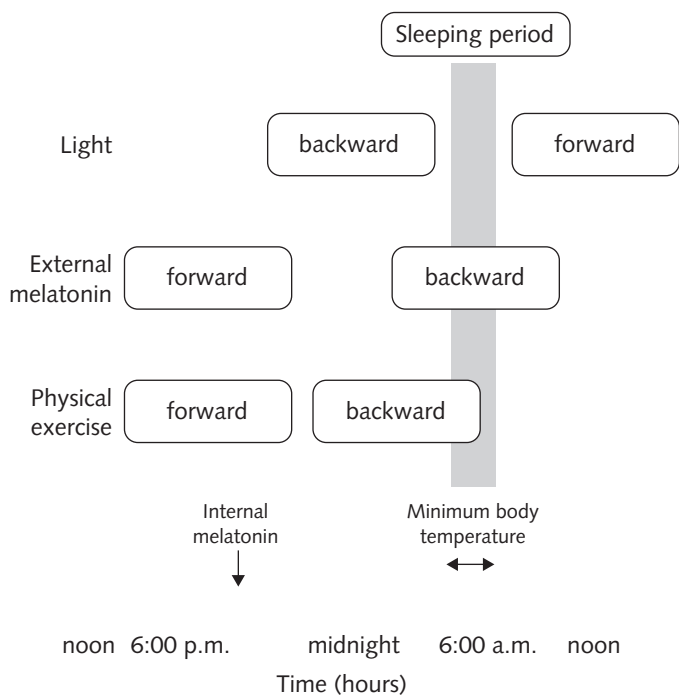 Sleeping period
Light
backward
forward
External
melatonin
forward
backward
Physical
exercise
forward
backward
Internal
melatonin
Minimum body
temperature
noon 6:00 p.m. midnight 6:00 a.m. noon
Time (hours)